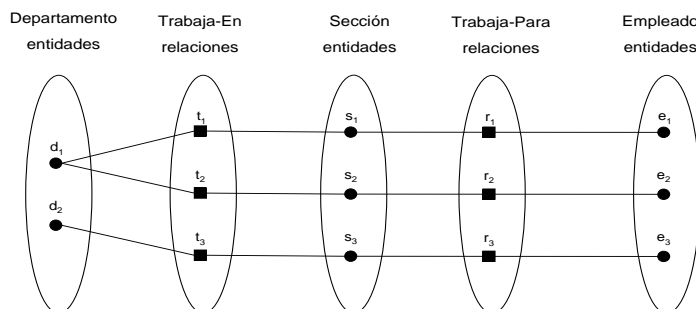 Departamento
entidades
Trabaja-En
relaciones
Sección
entidades
Trabaja-Para
relaciones
Empleado
entidades
t1
s1
r1
e1
d1
t2
s2
r2
e2
d2
t3
s3
r3
e3